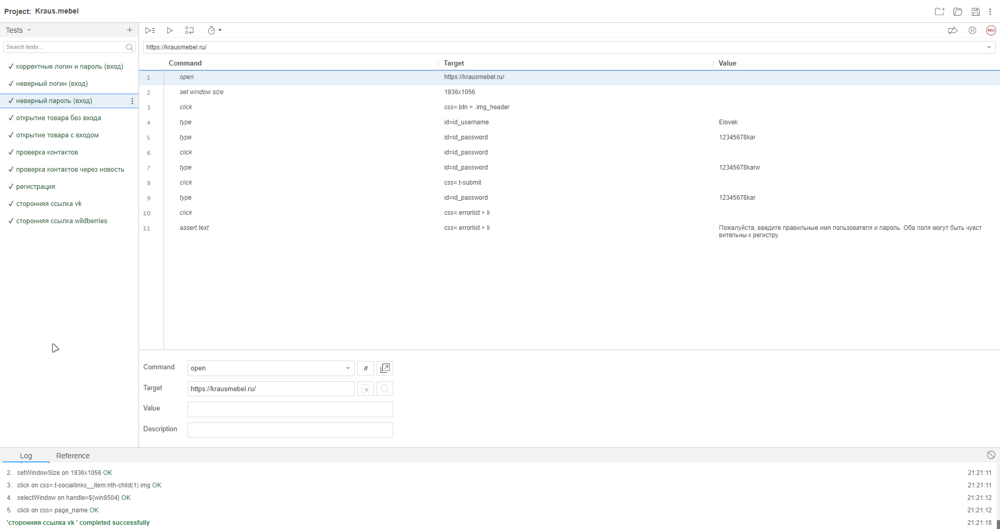 Project: Kraus.mebel
Tests
Search tests...
✓ корректные логин и пароль (вход)
✓ неверный логин (вход)
✓ неверный пароль (вход)
✓ открытие товара без входа
✓ открытие товара с входом
✓ проверка контактов
✓ проверка контактов через новость
✓ регистрация
✓ сторонняя ссылка vk
✓ сторонняя ссылка wildberries
REC
https://krausmebel.ru/
Command Target Value
1 open https://krausmebel.ru/
2 set window size 1936x1056
3 click css=.btn > .img_header
4 type id=id_username Elovek
5 type id=id_password 12345678kar
6 click id=id_password
7 type id=id_password 12345678karw
8 click css=.t-submit
9 type id=id_password 12345678kar
10 click css=.errorlist > li
11 assert text css=.errorlist > li Пожалуйста, введите правильные имя пользователя и пароль. Оба поля могут быть чувст
вительны к регистру.
Command open //
Target https://krausmebel.ru/
Value
Description
Log Reference
2. setWindowSize on 1936x1056 OK 21:21:11
3. click on css=.t-sociallinks__item:nth-child(1) img OK 21:21:11
4. selectWindow on handle=${win8504} OK 21:21:12
5. click on css=.page_name OK 21:21:12
'сторонняя ссылка vk ' completed successfully 21:21:18